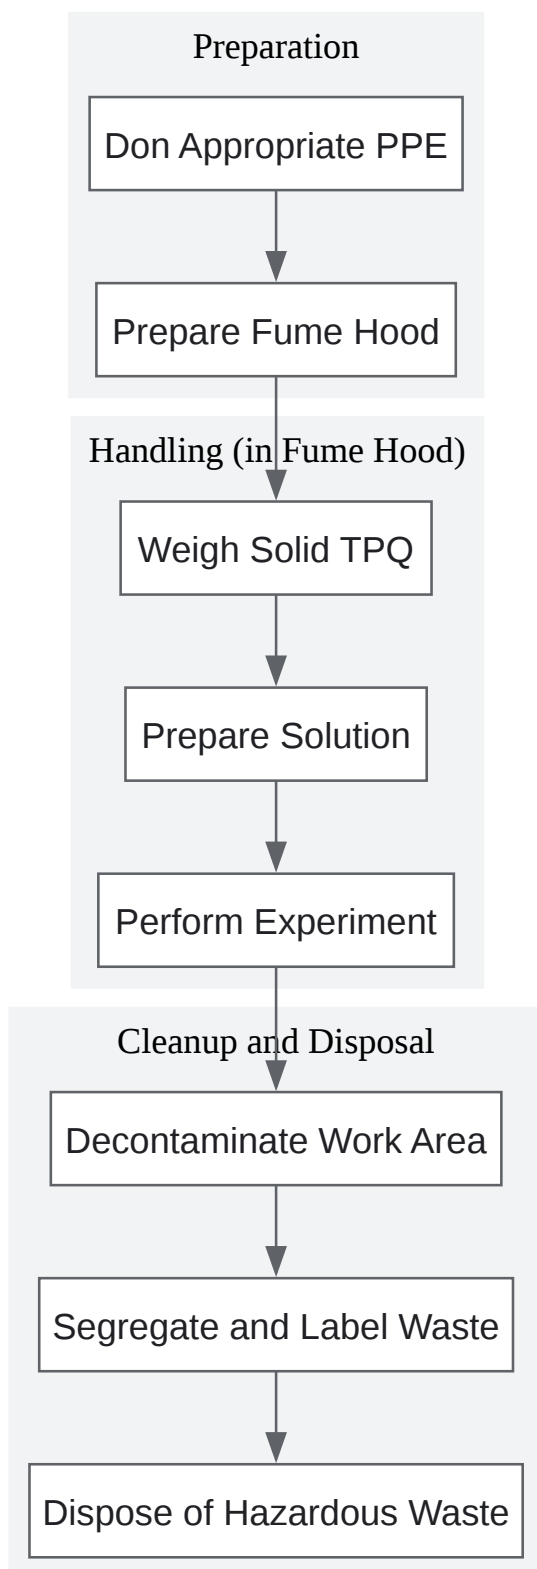 Preparation
Don Appropriate PPE
Prepare Fume Hood
Handling (in Fume Hood)
Weigh Solid TPQ
Prepare Solution
Perform Experiment
Cleanup and Disposal
Decontaminate Work Area
Segregate and Label Waste
Dispose of Hazardous Waste